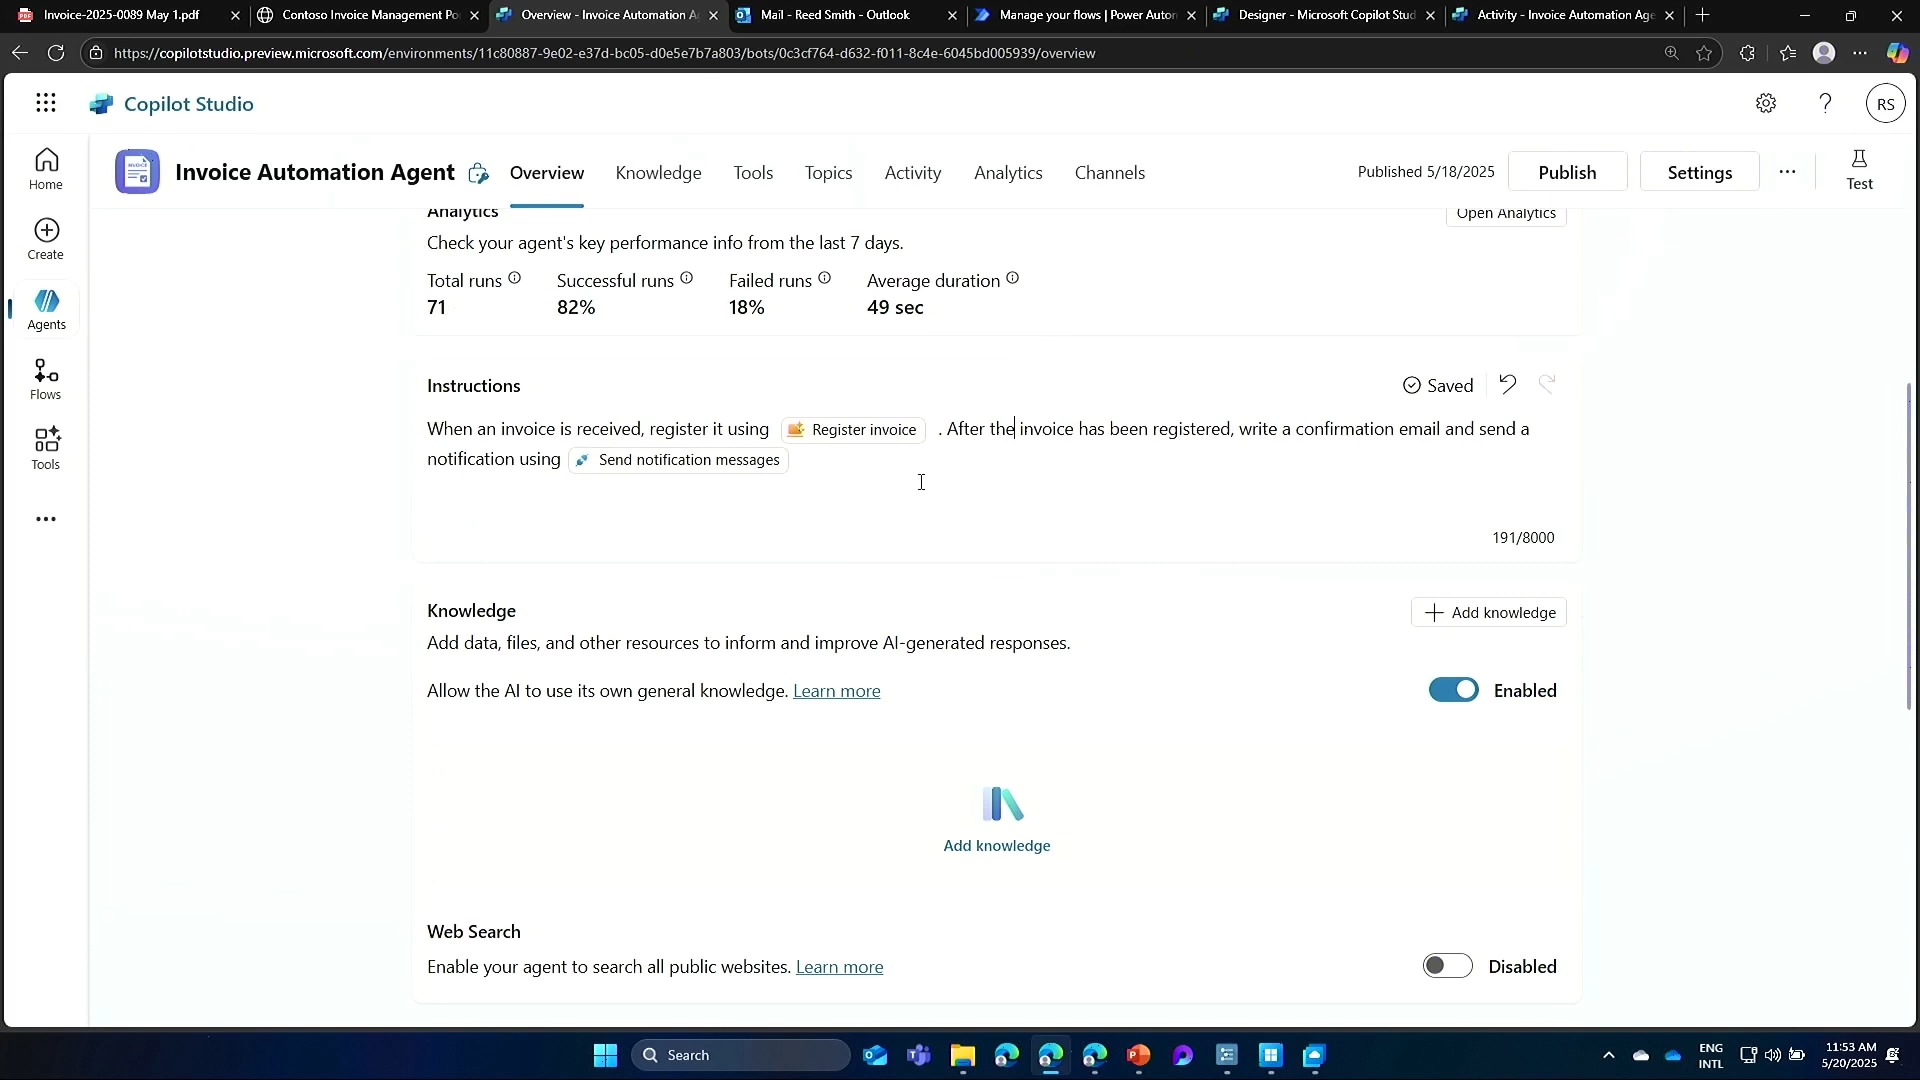 Invoice-2025-0089 May 1.pdf
Contoso Invoice Management Po
Overview - Invoice Automation A
Mail - Reed Smith - Outlook
Manage your flows | Power Auton
Designer - Microsoft Copilot Stud
Activity - Invoice Automation Age
https://copilotstudio.preview.microsoft.com/environments/11c80887-9e02-e37d-bc05-d0e5e7b7a803/bots/0c3cf764-d632-f011-8c4e-6045bd005939/overview
Copilot Studio
RS
Home
Create
Agents
Flows
Tools
Invoice Automation Agent
Overview
Knowledge
Tools
Topics
Activity
Analytics
Channels
Published 5/18/2025
Publish
Settings
Test
Analytics
Open Analytics
Check your agent's key performance info from the last 7 days.
Total runs
Successful runs
Failed runs
Average duration
71
82%
18%
49 sec
Instructions
Saved
When an invoice is received, register it using Register invoice . After the invoice has been registered, write a confirmation email and send a
notification using Send notification messages
191/8000
Knowledge
Add knowledge
Add data, files, and other resources to inform and improve AI-generated responses.
Allow the AI to use its own general knowledge. Learn more
Enabled
Add knowledge
Web Search
Enable your agent to search all public websites. Learn more
Disabled
Search
ENG
INTL
11:53 AM
5/20/2025